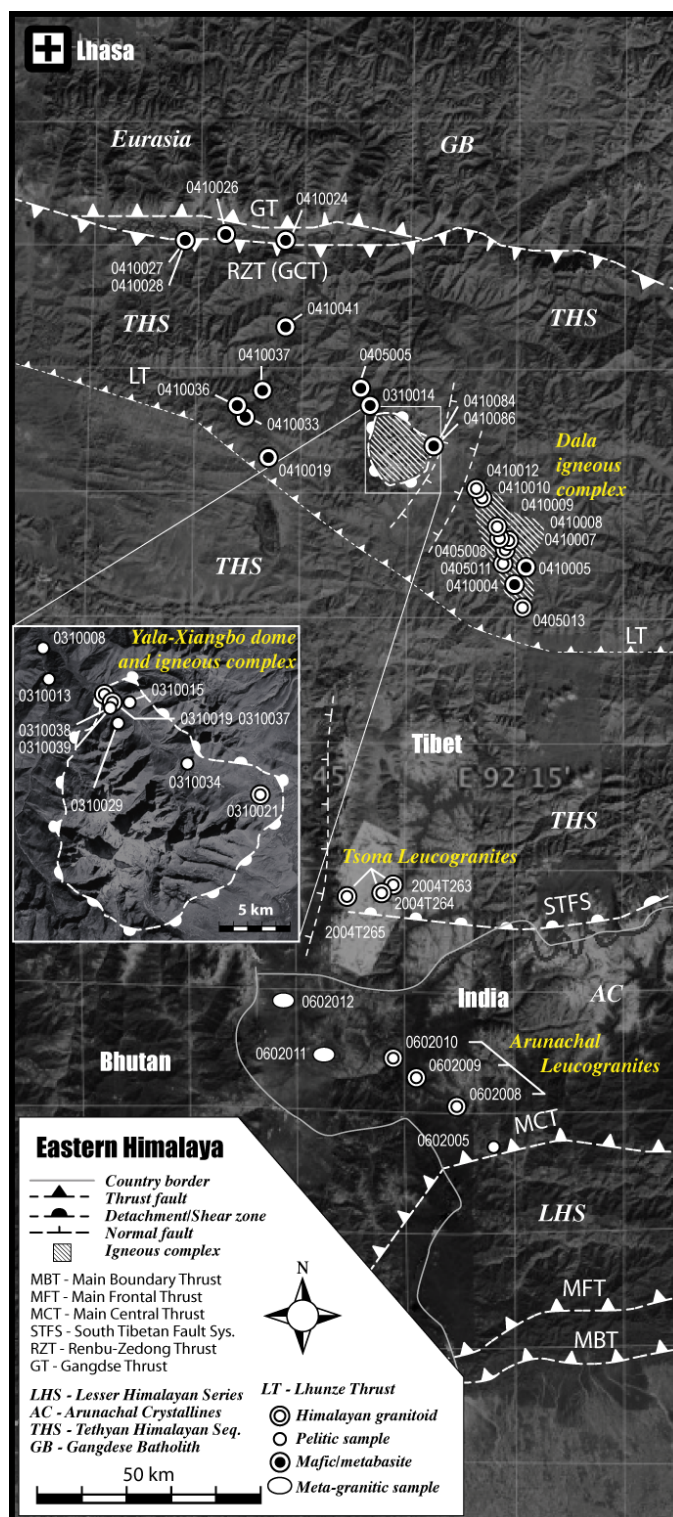 Lhasa
Eurasia
GB
0410026
0410024
GT
0410027
0410028
RZT (GCT)
THS
0410041
THS
LT
0410037
0405005
0410036
0310014
0410084
0410033
0410086
0410019
Dala
igneous
complex
0410012
0410010
0410009
0410008
0410007
THS
0405008
0405011
0410005
0410004
0405013
LT
0310008
Yala-Xiangbo dome
and igneous complex
0310013
0310015
0310038
0310019
0310037
0310039
0310034
0310029
0310021
5 km
Tibet
45'
E 92 15'
THS
Tsona Leucogranites
2004T263
2004T264
STFS
2004T265
0602012
India
AC
Bhutan
0602011
0602010
Arunachal
Leucogranites
0602009
0602008
MCT
0602005
LHS
MFT
MBT
Eastern Himalaya
Country border
Thrust fault
Detachment/Shear zone
Normal fault
Igneous complex
N
MBT - Main Boundary Thrust
MFT - Main Frontal Thrust
MCT - Main Central Thrust
STFS - South Tibetan Fault Sys.
RZT - Renbu-Zedong Thrust
GT - Gangdse Thrust
LHS - Lesser Himalayan Series
AC - Arunachal Crystallines
THS - Tethyan Himalayan Seq.
GB - Gangdese Batholith
50 km
LT - Lhunze Thrust
Himalayan granitoid
Pelitic sample
Mafic/metabasite
Meta-granitic sample